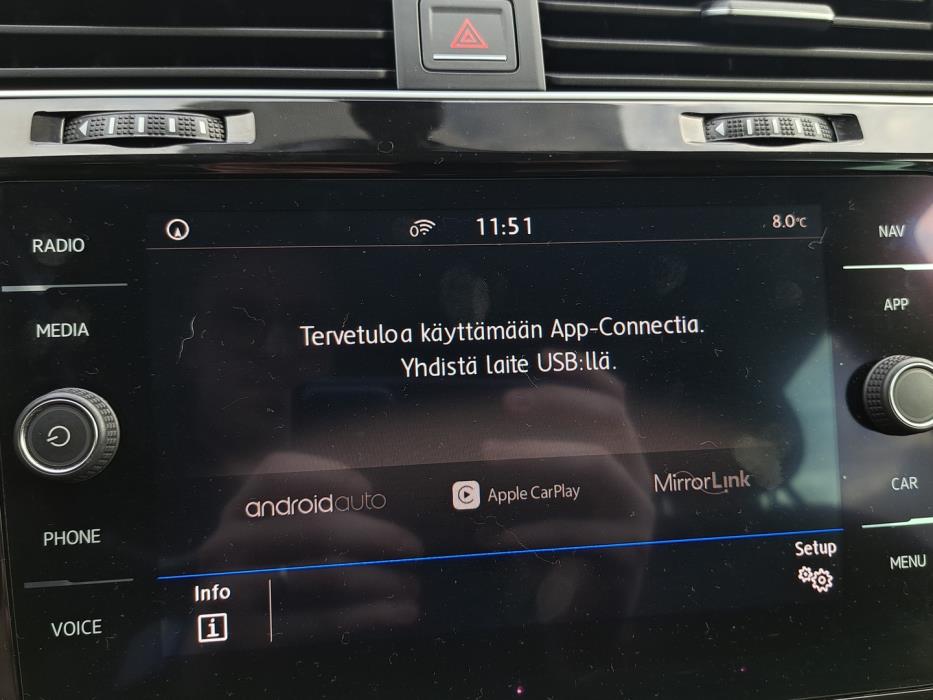 RADIO
MEDIA
PHONE
VOICE
0
11:51
8.0°C
Tervetuloa käyttämään App-Connectia.
Yhdistä laite USB:llä.
androidauto
Apple CarPlay
MirrorLink
Info
i
Setup
NAV
APP
CAR
MENU